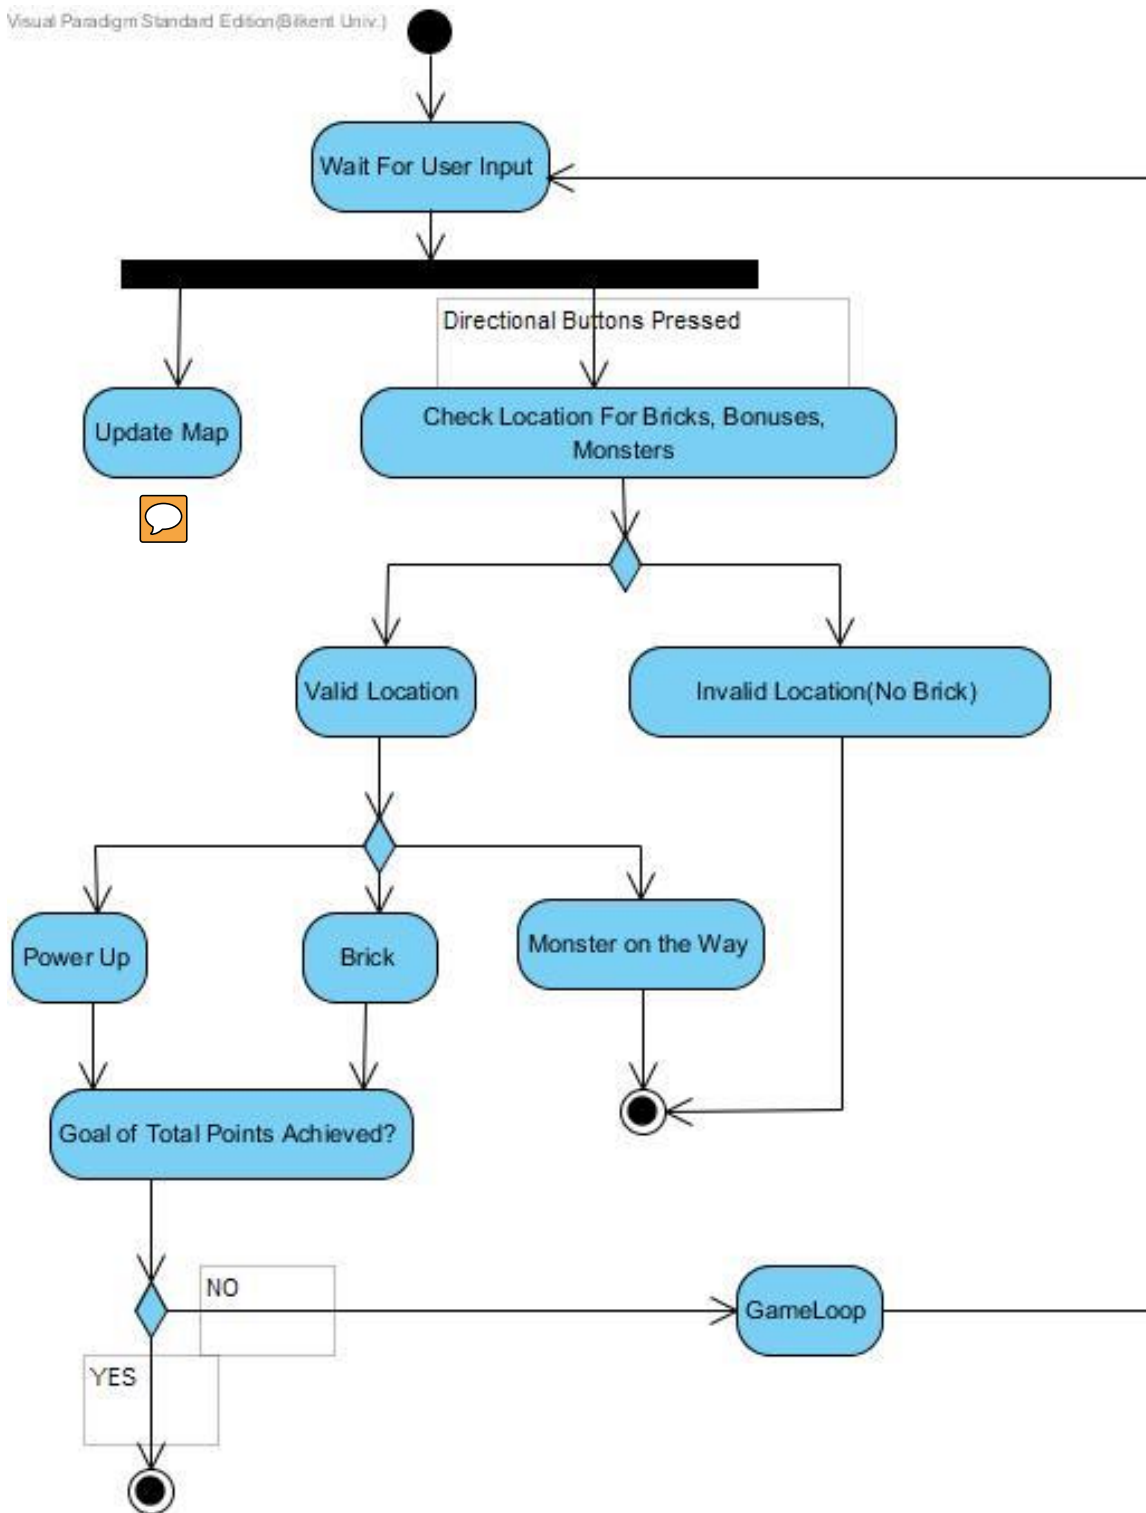 Visual Paradigm Standard Edition(Bilkent Univ.)
Wait For User Input
Directional Buttons Pressed
Update Map
Check Location For Bricks, Bonuses,
Monsters
Valid Location
Invalid Location(No Brick)
Power Up
Brick
Monster on the Way
Goal of Total Points Achieved?
NO
GameLoop
YES